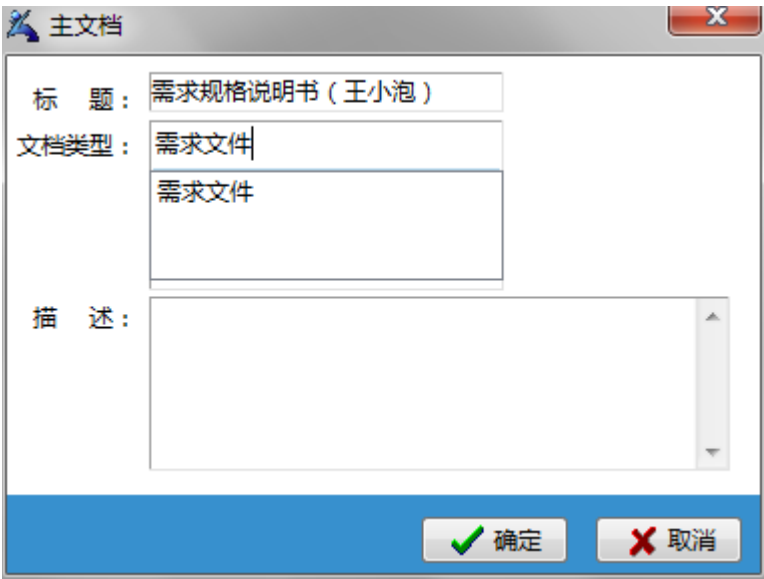 主文档
标 题：需求规格说明书（王小泡）
文档类型：需求文件
需求文件
描 述：
确定 取消